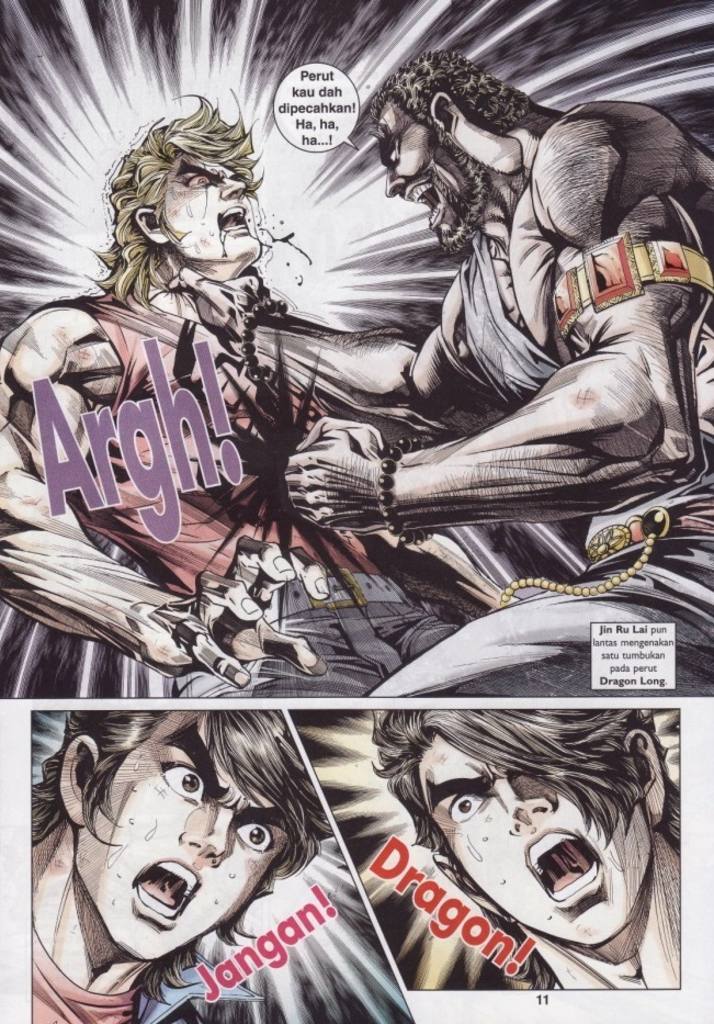 Perut
kau dah
dipecahkan!
Ha, ha,
ha...!
Argh!
Jin Ru Lai pun
lantas mengenakan
satu tumbukan
pada perut
Dragon Long.
Jangan!
Dragon!
11